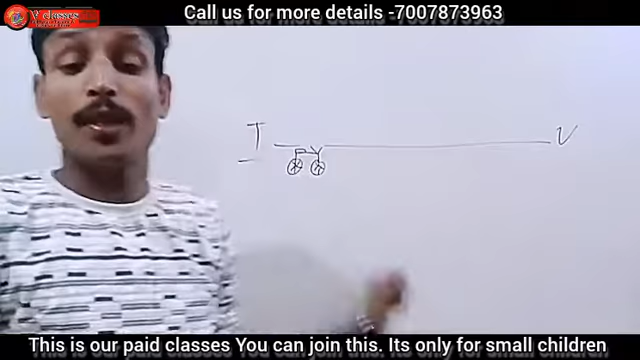 V classes
Call us for more details -7007873963
T
V
This is our paid classes You can join this. Its only for small children